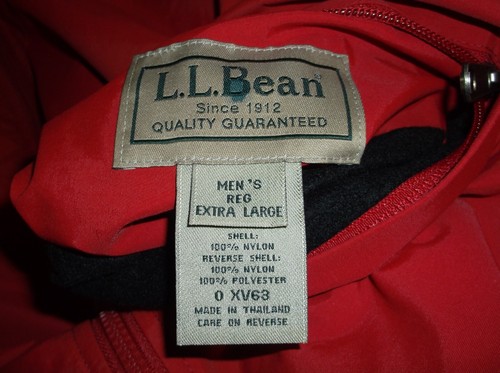 L.L.Bean
Since 1912
QUALITY GUARANTEED
MEN'S
REG
EXTRA LARGE
SHELL:
100% NYLON
REVERSE SHELL:
100% NYLON
100% POLYESTER
0 XV63
MADE IN THAILAND
CARE ON REVERSE